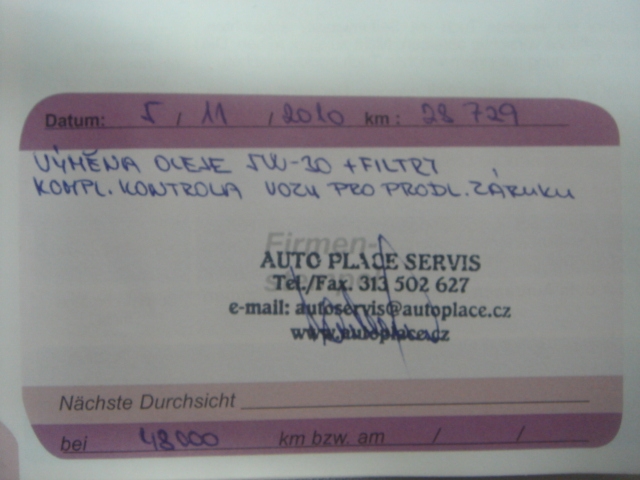 Datum: 5 / 11 / 2010 km: 28 729
VÝMĚNA OLEJE 5W-30 + FILTRY
KOMPL. KONTROLA VOZU PRO PRODL. ZÁRUKU
Firmen-
AUTO PLACE SERVIS
Tel./Fax. 313 502 627
e-mail: autoservis@autoplace.cz
www.autoplace.cz
Nächste Durchsicht
bei 48000 km bzw. am / /